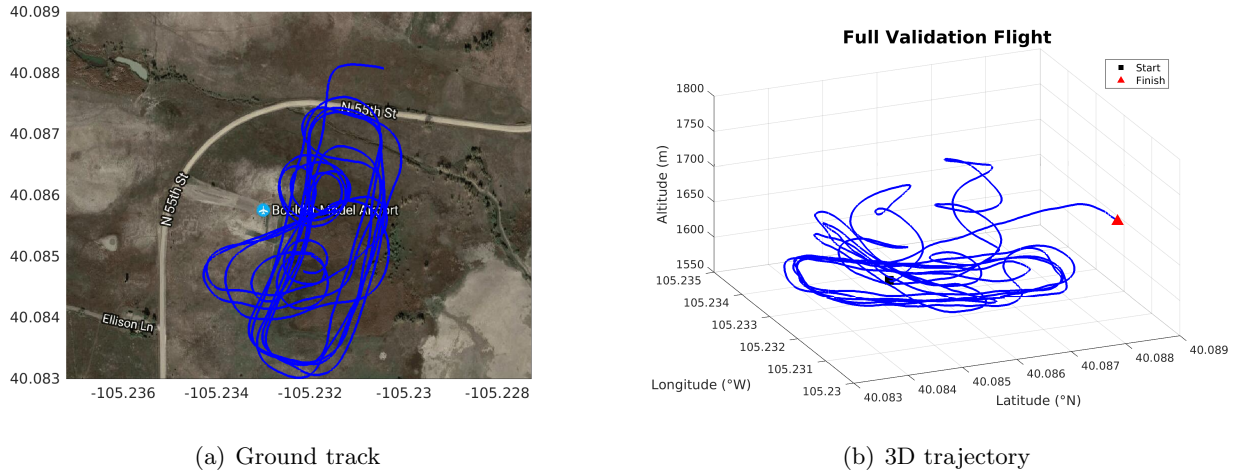 40.089
40.088
40.087
40.086
40.085
40.084
40.083
-105.236
-105.234
-105.232
-105.23
-105.228
N 55th St
N 55th St
Boulder Model Airport
Ellison Ln
(a) Ground track
Full Validation Flight
Start
Finish
1800
1750
1700
1650
1600
1550
Altitude (m)
105.235
105.234
105.233
105.232
105.231
105.23
Longitude (°W)
40.083
40.084
40.085
40.086
40.087
40.088
40.089
Latitude (°N)
(b) 3D trajectory